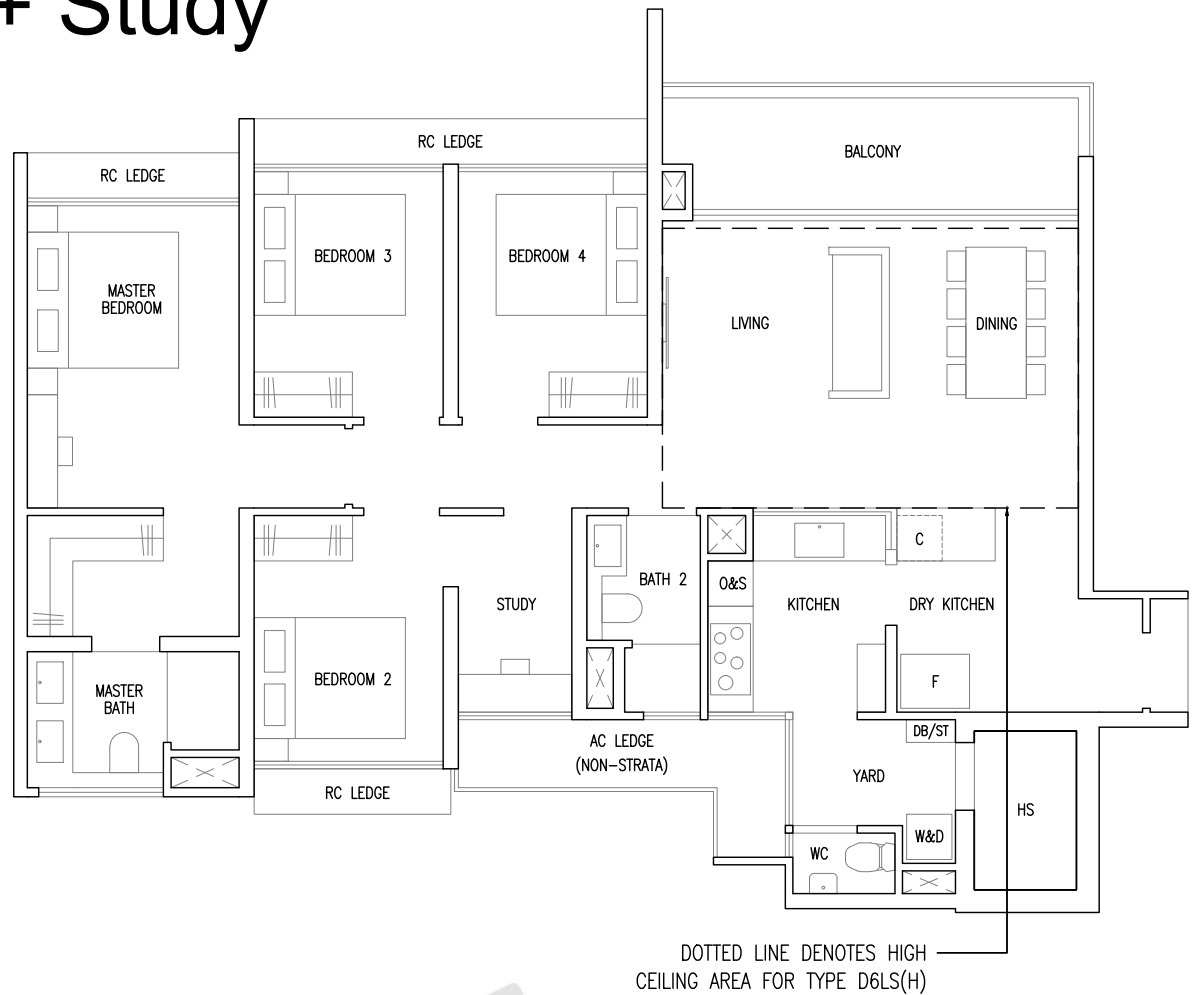 + Study
RC LEDGE
RC LEDGE
BALCONY
MASTER
BEDROOM
BEDROOM 3
BEDROOM 4
LIVING
DINING
C
O&S
BATH 2
KITCHEN
DRY KITCHEN
STUDY
BEDROOM 2
MASTER
BATH
F
DB/ST
AC LEDGE
(NON-STRATA)
RC LEDGE
YARD
HS
W&D
WC
DOTTED LINE DENOTES HIGH
CEILING AREA FOR TYPE D6LS(H)